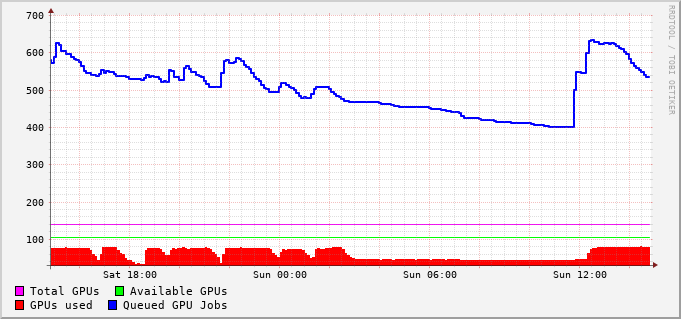 700
600
500
400
300
200
100
Sat 18:00 Sun 00:00 Sun 06:00 Sun 12:00
Total GPUs Available GPUs
GPUs used Queued GPU Jobs
RRDTOOL / TOBI OETIKER